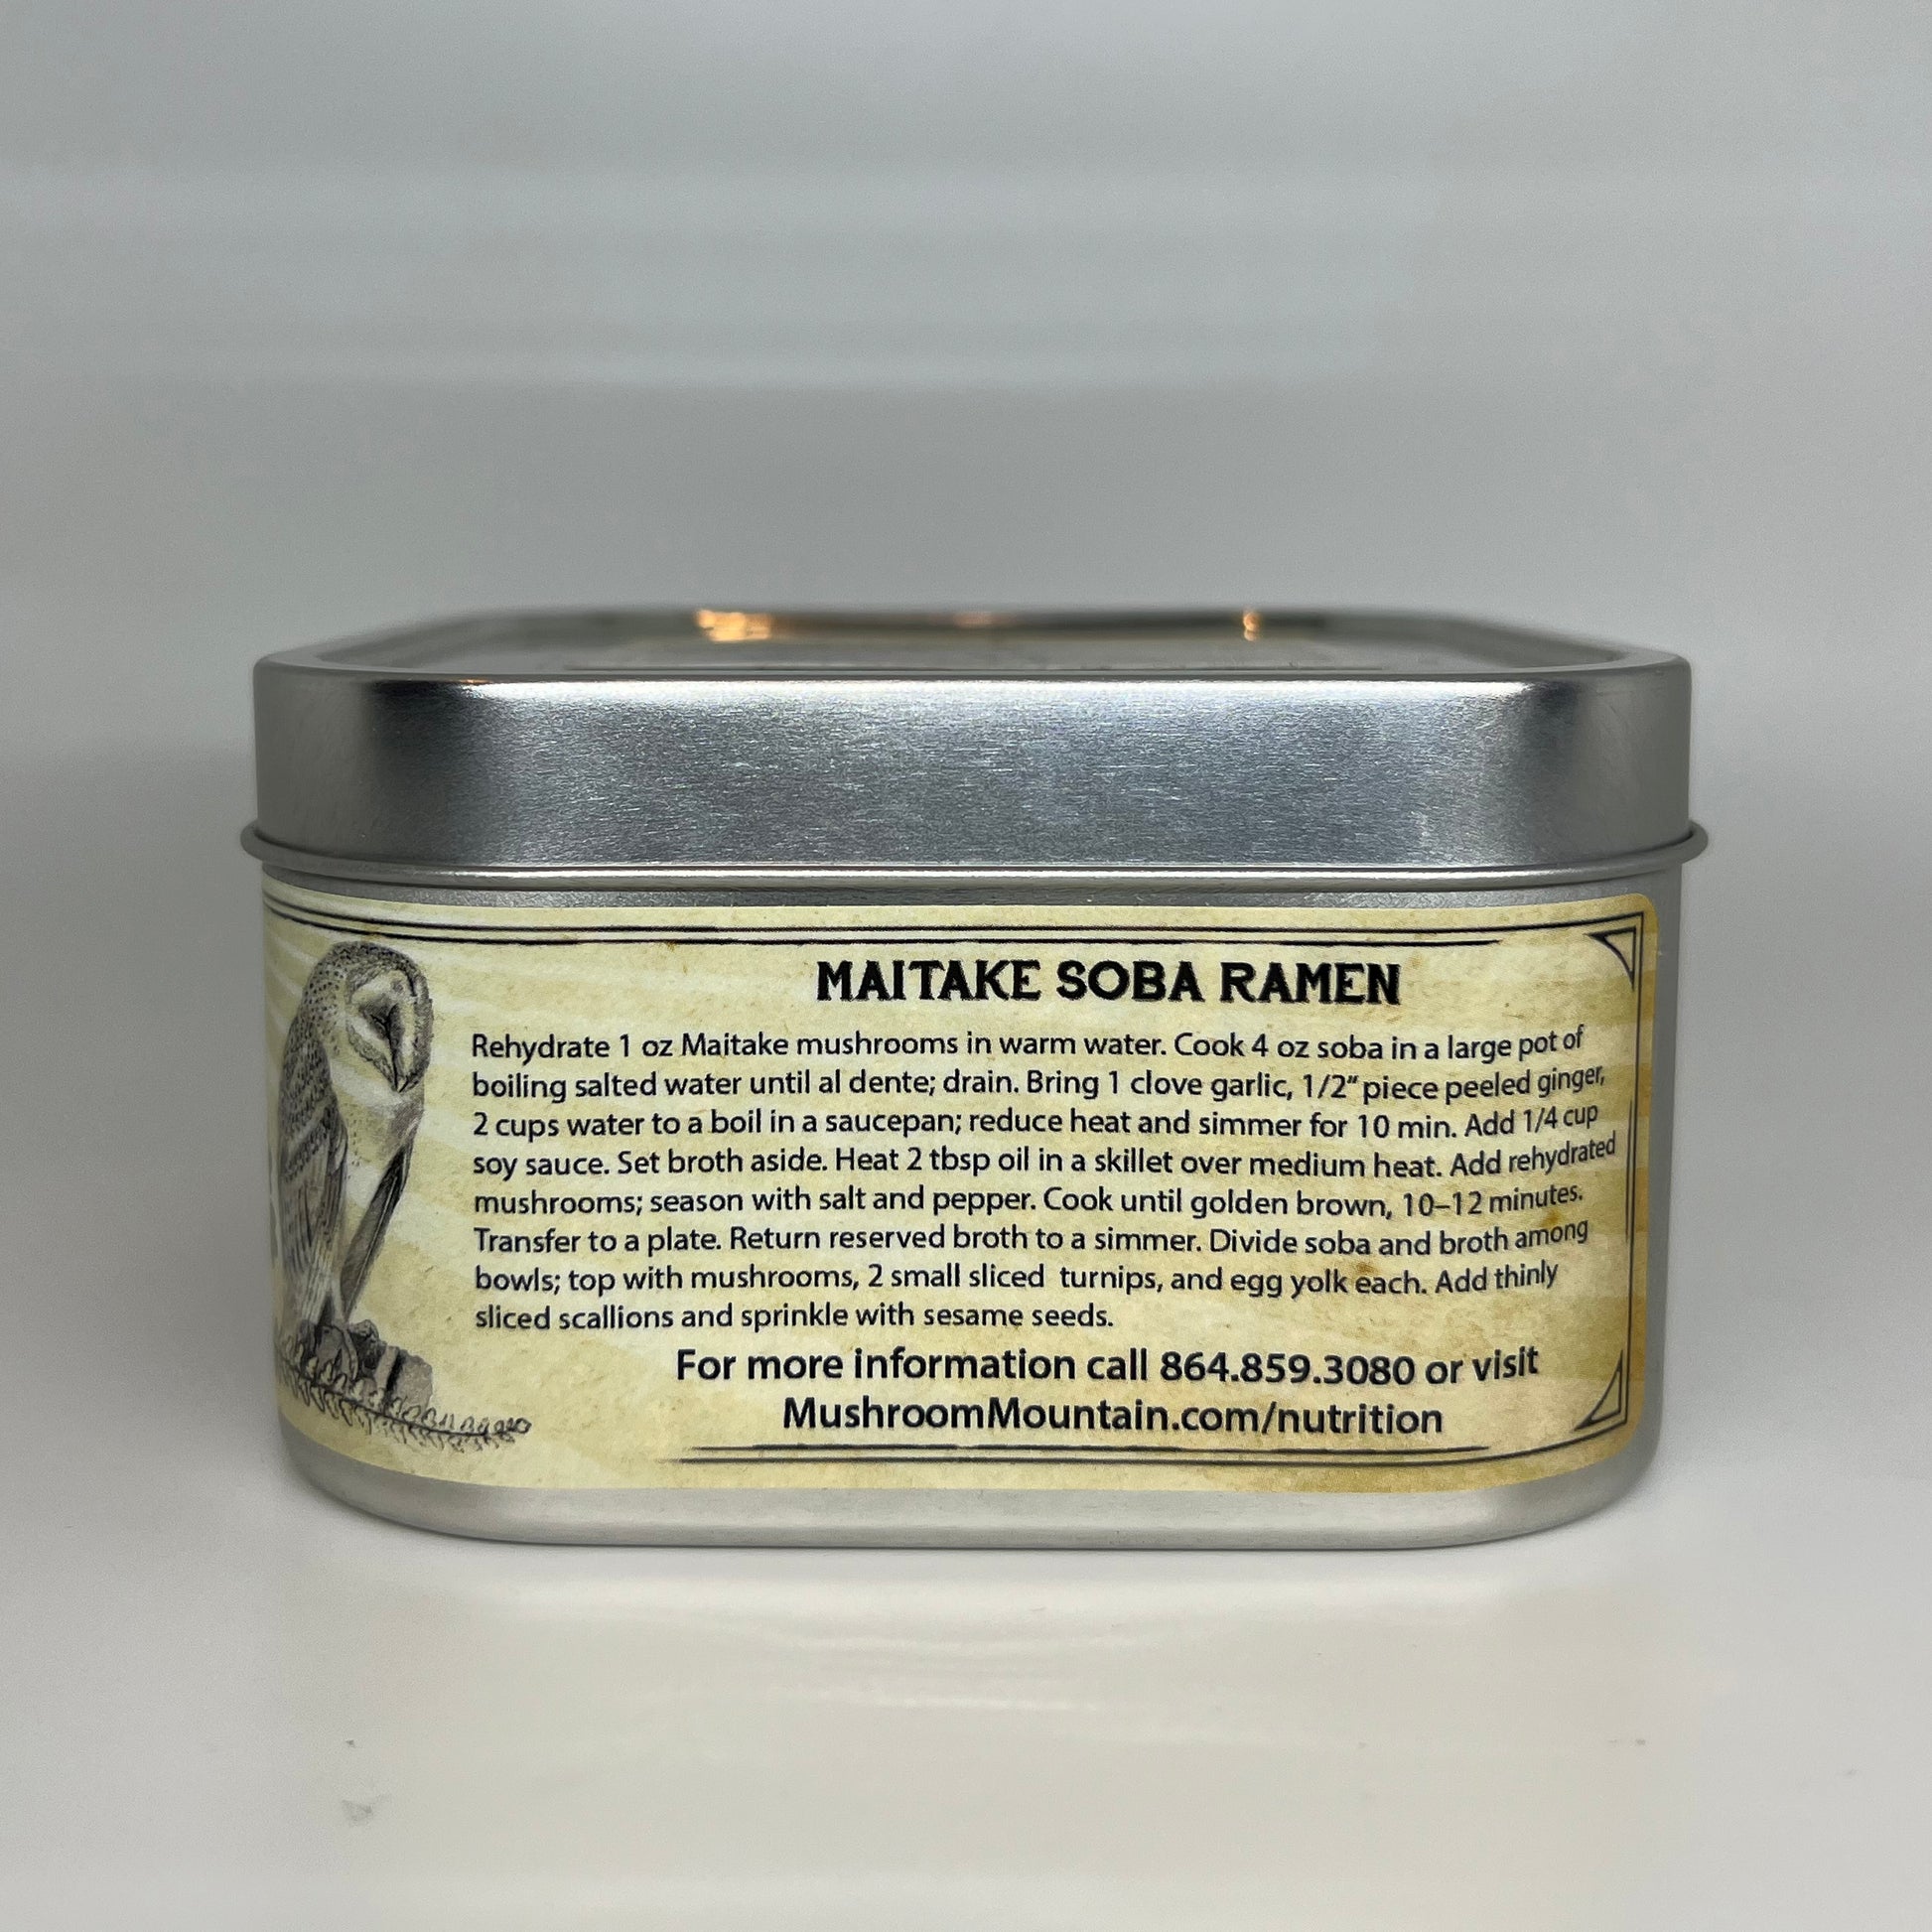 MAITAKE SOBA RAMEN
Rehydrate 1 oz Maitake mushrooms in warm water. Cook 4 oz soba in a large pot of
boiling salted water until al dente; drain. Bring 1 clove garlic, 1/2" piece peeled ginger,
2 cups water to a boil in a saucepan; reduce heat and simmer for 10 min. Add 1/4 cup
soy sauce. Set broth aside. Heat 2 tbsp oil in a skillet over medium heat. Add rehydrated
mushrooms; season with salt and pepper. Cook until golden brown, 10–12 minutes.
Transfer to a plate. Return reserved broth to a simmer. Divide soba and broth among
bowls; top with mushrooms, 2 small sliced turnips, and egg yolk each. Add thinly
sliced scallions and sprinkle with sesame seeds.
For more information call 864.859.3080 or visit
MushroomMountain.com/nutrition